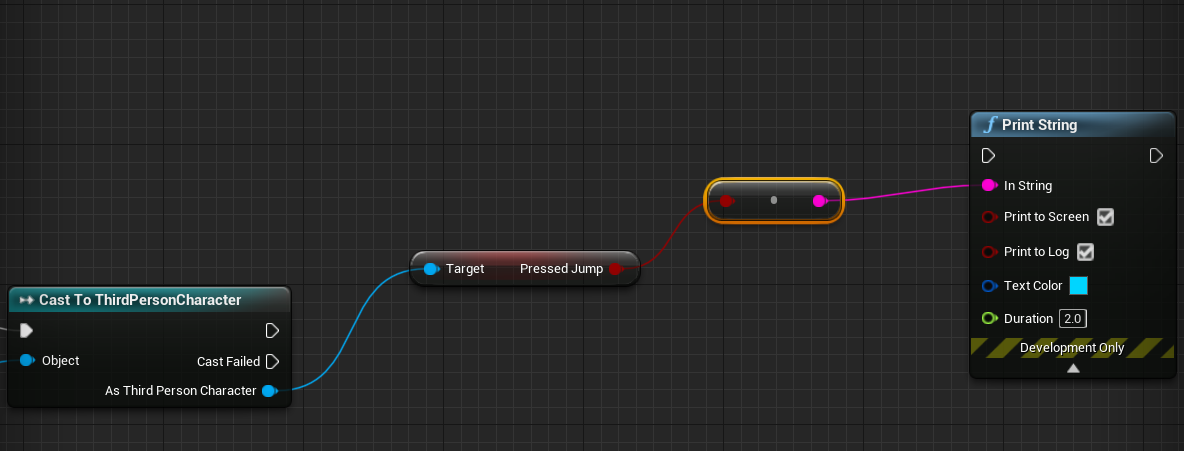 Print String
In String
Print to Screen
Print to Log
Text Color
Duration 2.0
Development Only
Target Pressed Jump
Cast To ThirdPersonCharacter
Object Cast Failed
As Third Person Character